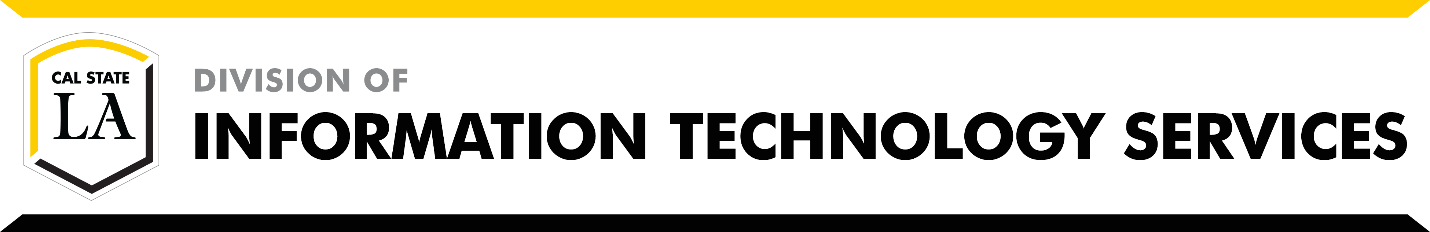 CAL STATE
LA
DIVISION OF
INFORMATION TECHNOLOGY SERVICES